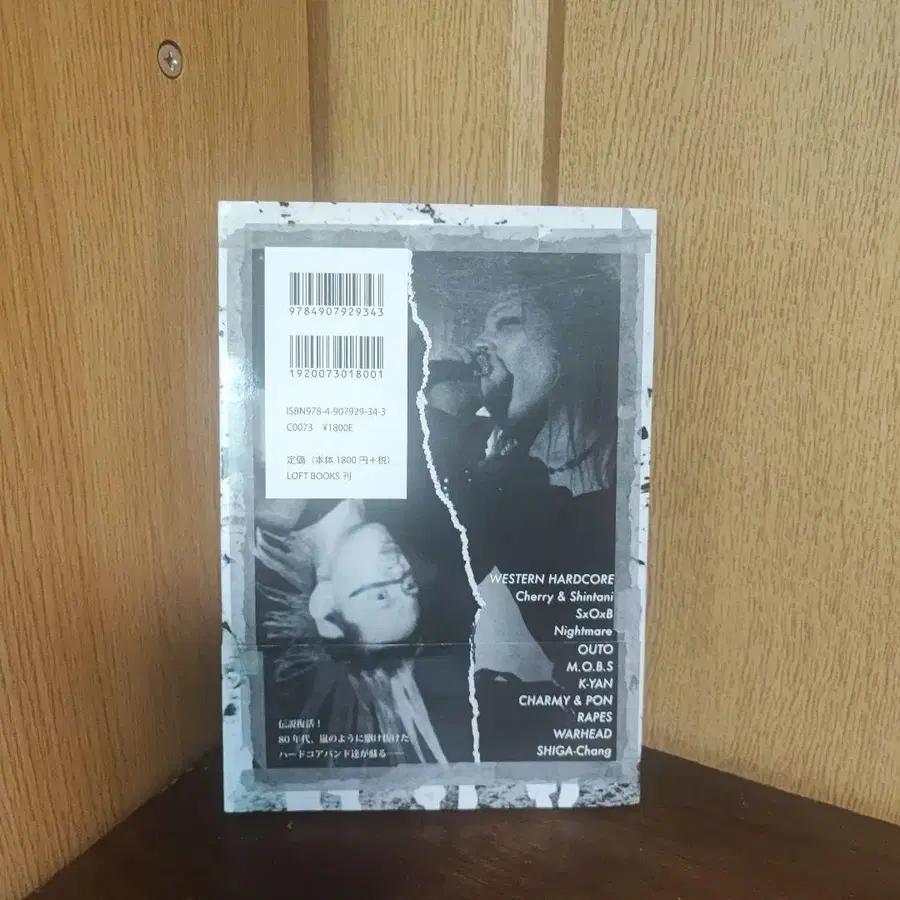 9784907929343
1920073018001
ISBN978-4-907929-34-3
C0073 ¥1800E
定価（本体 1800 円＋税）
LOFT BOOKS 刊
WESTERN HARDCORE
Cherry & Shintani
SxOxB
Nightmare
OUTO
M.O.B.S
K-YAN
CHARMY & PON
RAPES
WARHEAD
SHIGA-Chang
伝説復活！
80 年代、嵐のように駆け抜けた
ハードコアバンド達が蘇る——